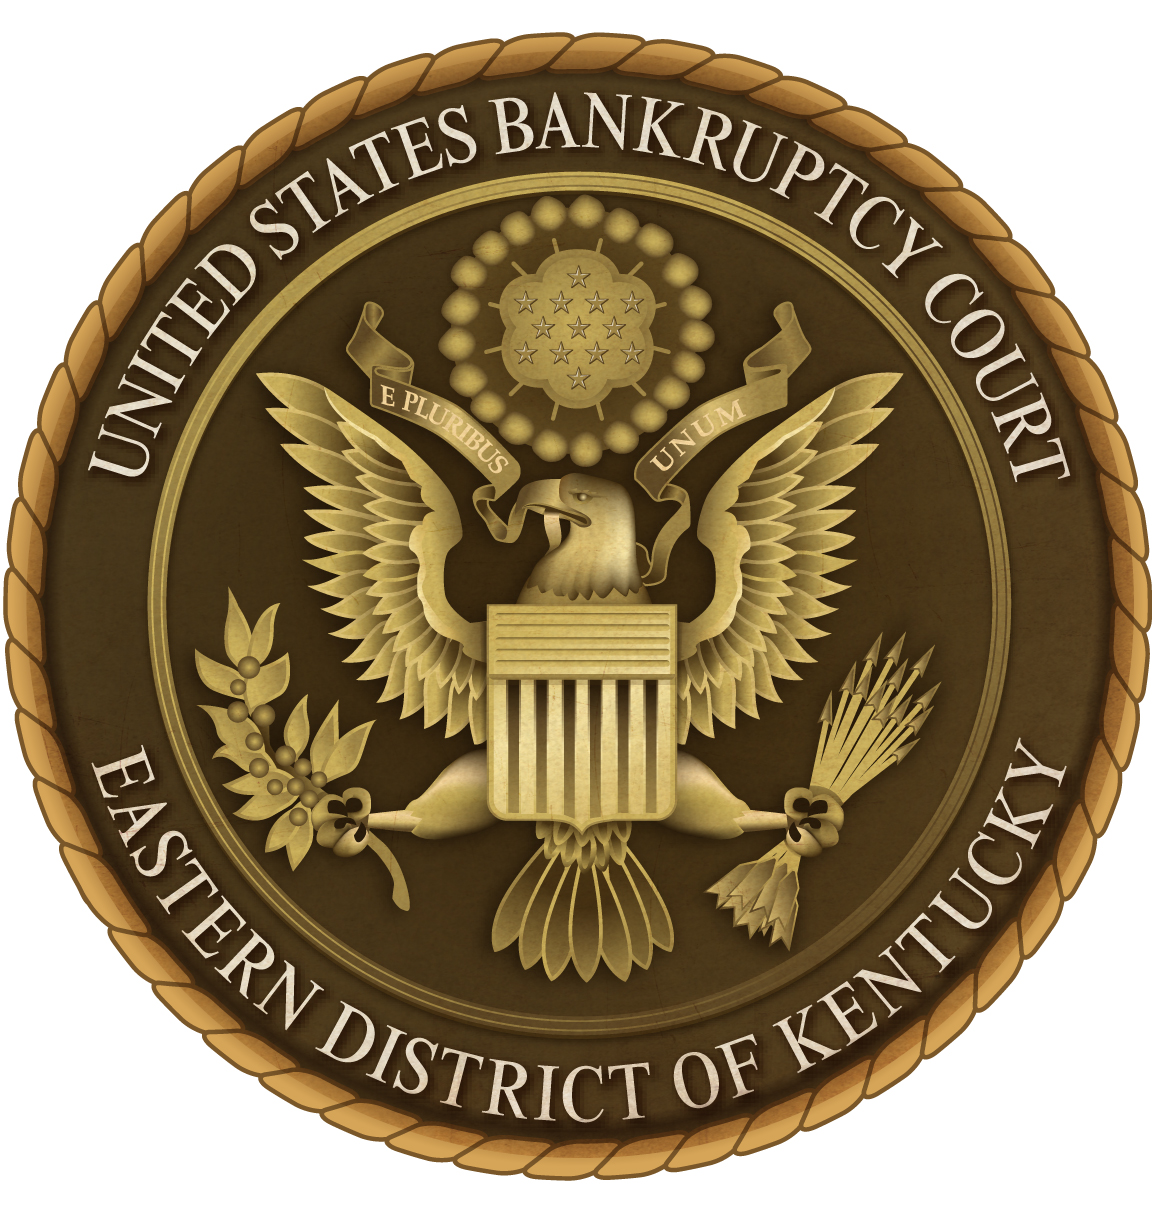 UNITED STATES BANKRUPTCY COURT
E PLURIBUS UNUM
EASTERN DISTRICT OF KENTUCKY